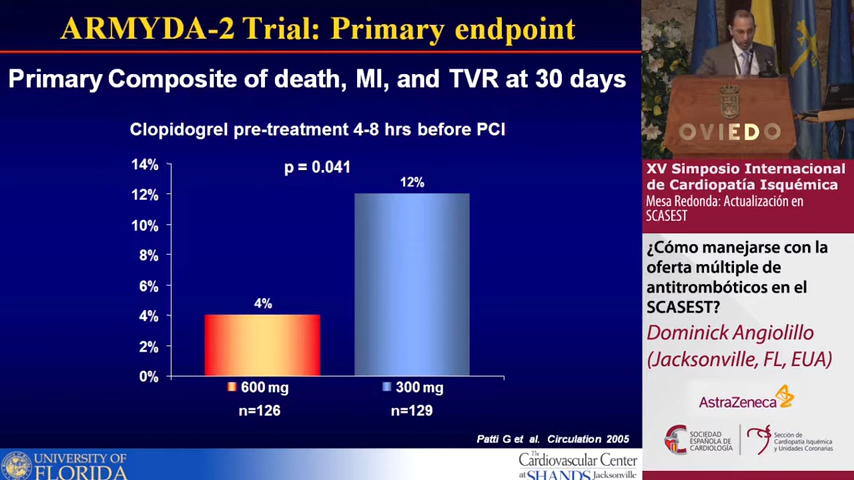 ARMYDA-2 Trial: Primary endpoint
Primary Composite of death, MI, and TVR at 30 days
Clopidogrel pre-treatment 4-8 hrs before PCI
p = 0.041
14%
12%
10%
8%
6%
4%
2%
0%
4%
12%
600 mg
300 mg
n=126
n=129
Patti G et al. Circulation 2005
UNIVERSITY OF
FLORIDA
The
Cardiovascular Center
at SHANDS Jacksonville
OVIEDO
XV Simposio Internacional
de Cardiopatía Isquémica
Mesa Redonda: Actualización en
SCASEST
¿Cómo manejarse con la
oferta múltiple de
antitrombóticos en el
SCASEST?
Dominick Angiolillo
(Jacksonville, FL, EUA)
AstraZeneca
SOCIEDAD
ESPAÑOLA DE
CARDIOLOGÍA
Sección de
Cardiopatía Isquémica
y Unidades Coronarias